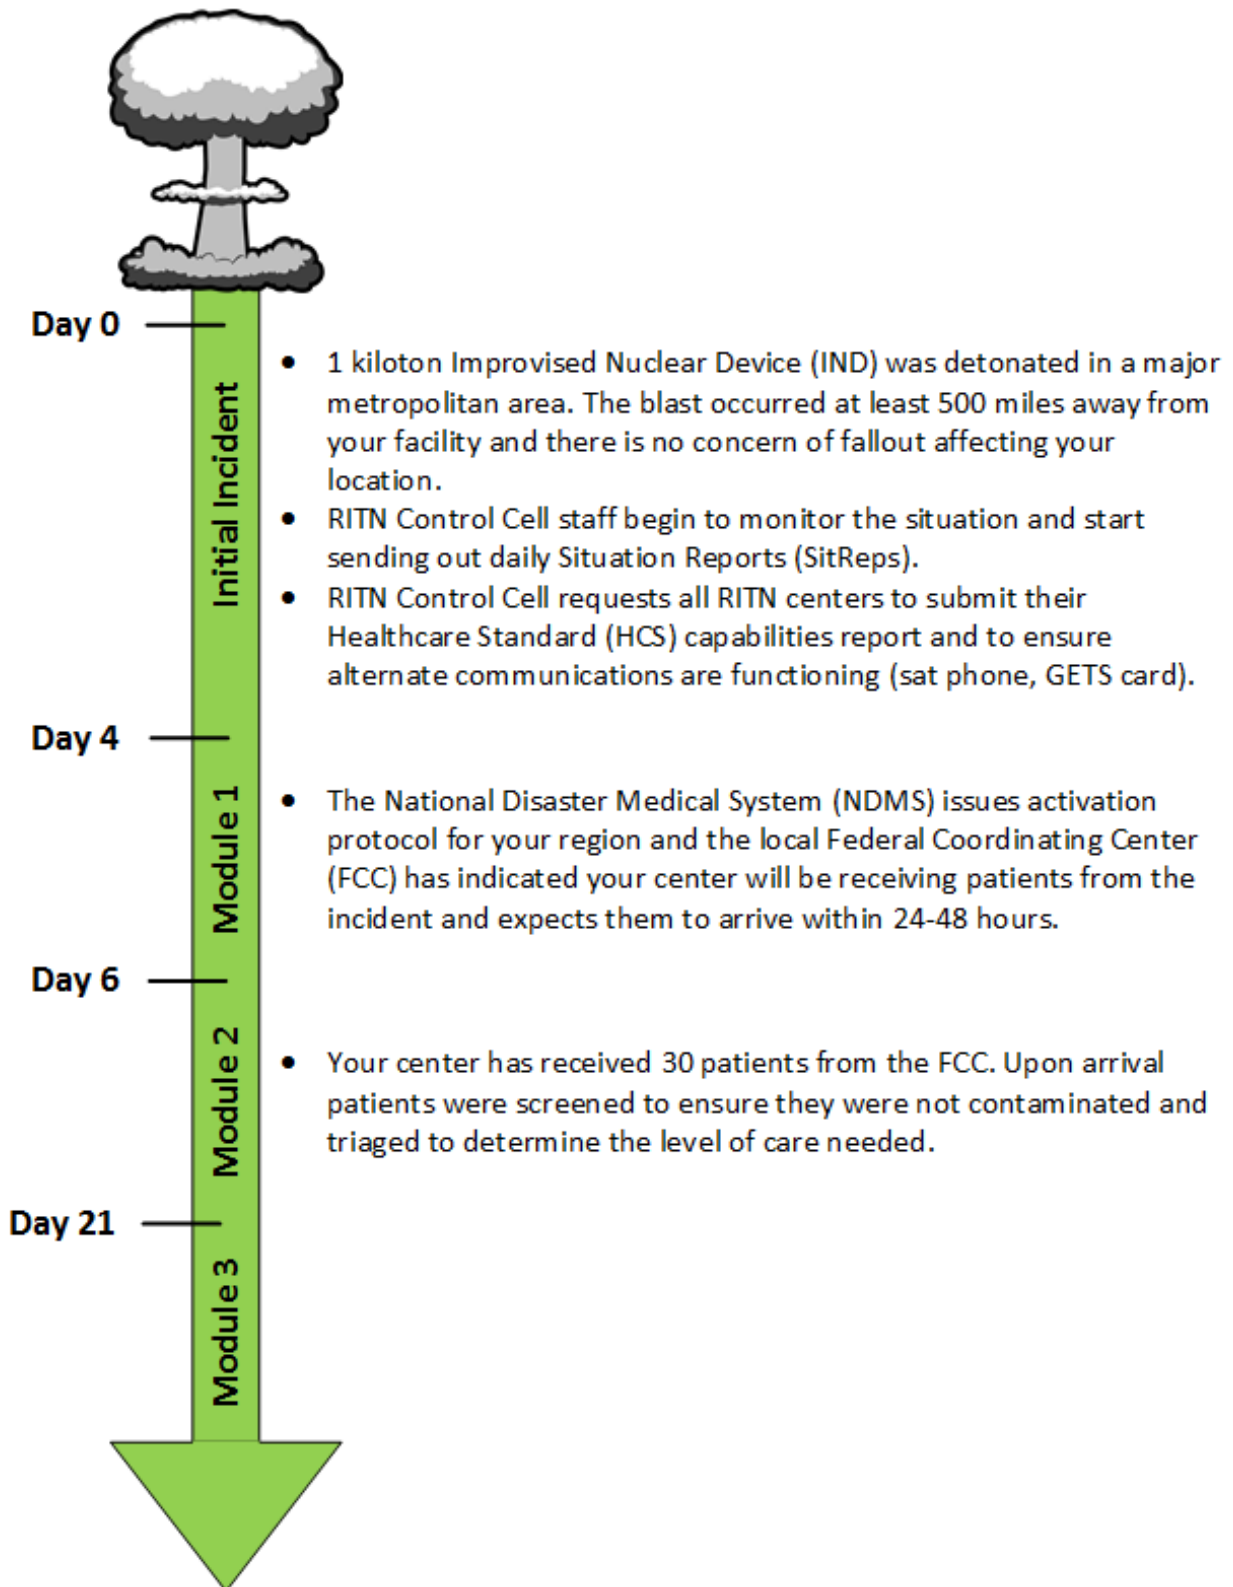 Day 0
Initial Incident
• 1 kiloton Improvised Nuclear Device (IND) was detonated in a major
metropolitan area. The blast occurred at least 500 miles away from
your facility and there is no concern of fallout affecting your
location.
• RITN Control Cell staff begin to monitor the situation and start
sending out daily Situation Reports (SitReps).
• RITN Control Cell requests all RITN centers to submit their
Healthcare Standard (HCS) capabilities report and to ensure
alternate communications are functioning (sat phone, GETS card).
Day 4
Module 1
• The National Disaster Medical System (NDMS) issues activation
protocol for your region and the local Federal Coordinating Center
(FCC) has indicated your center will be receiving patients from the
incident and expects them to arrive within 24-48 hours.
Day 6
Module 2
• Your center has received 30 patients from the FCC. Upon arrival
patients were screened to ensure they were not contaminated and
triaged to determine the level of care needed.
Day 21
Module 3